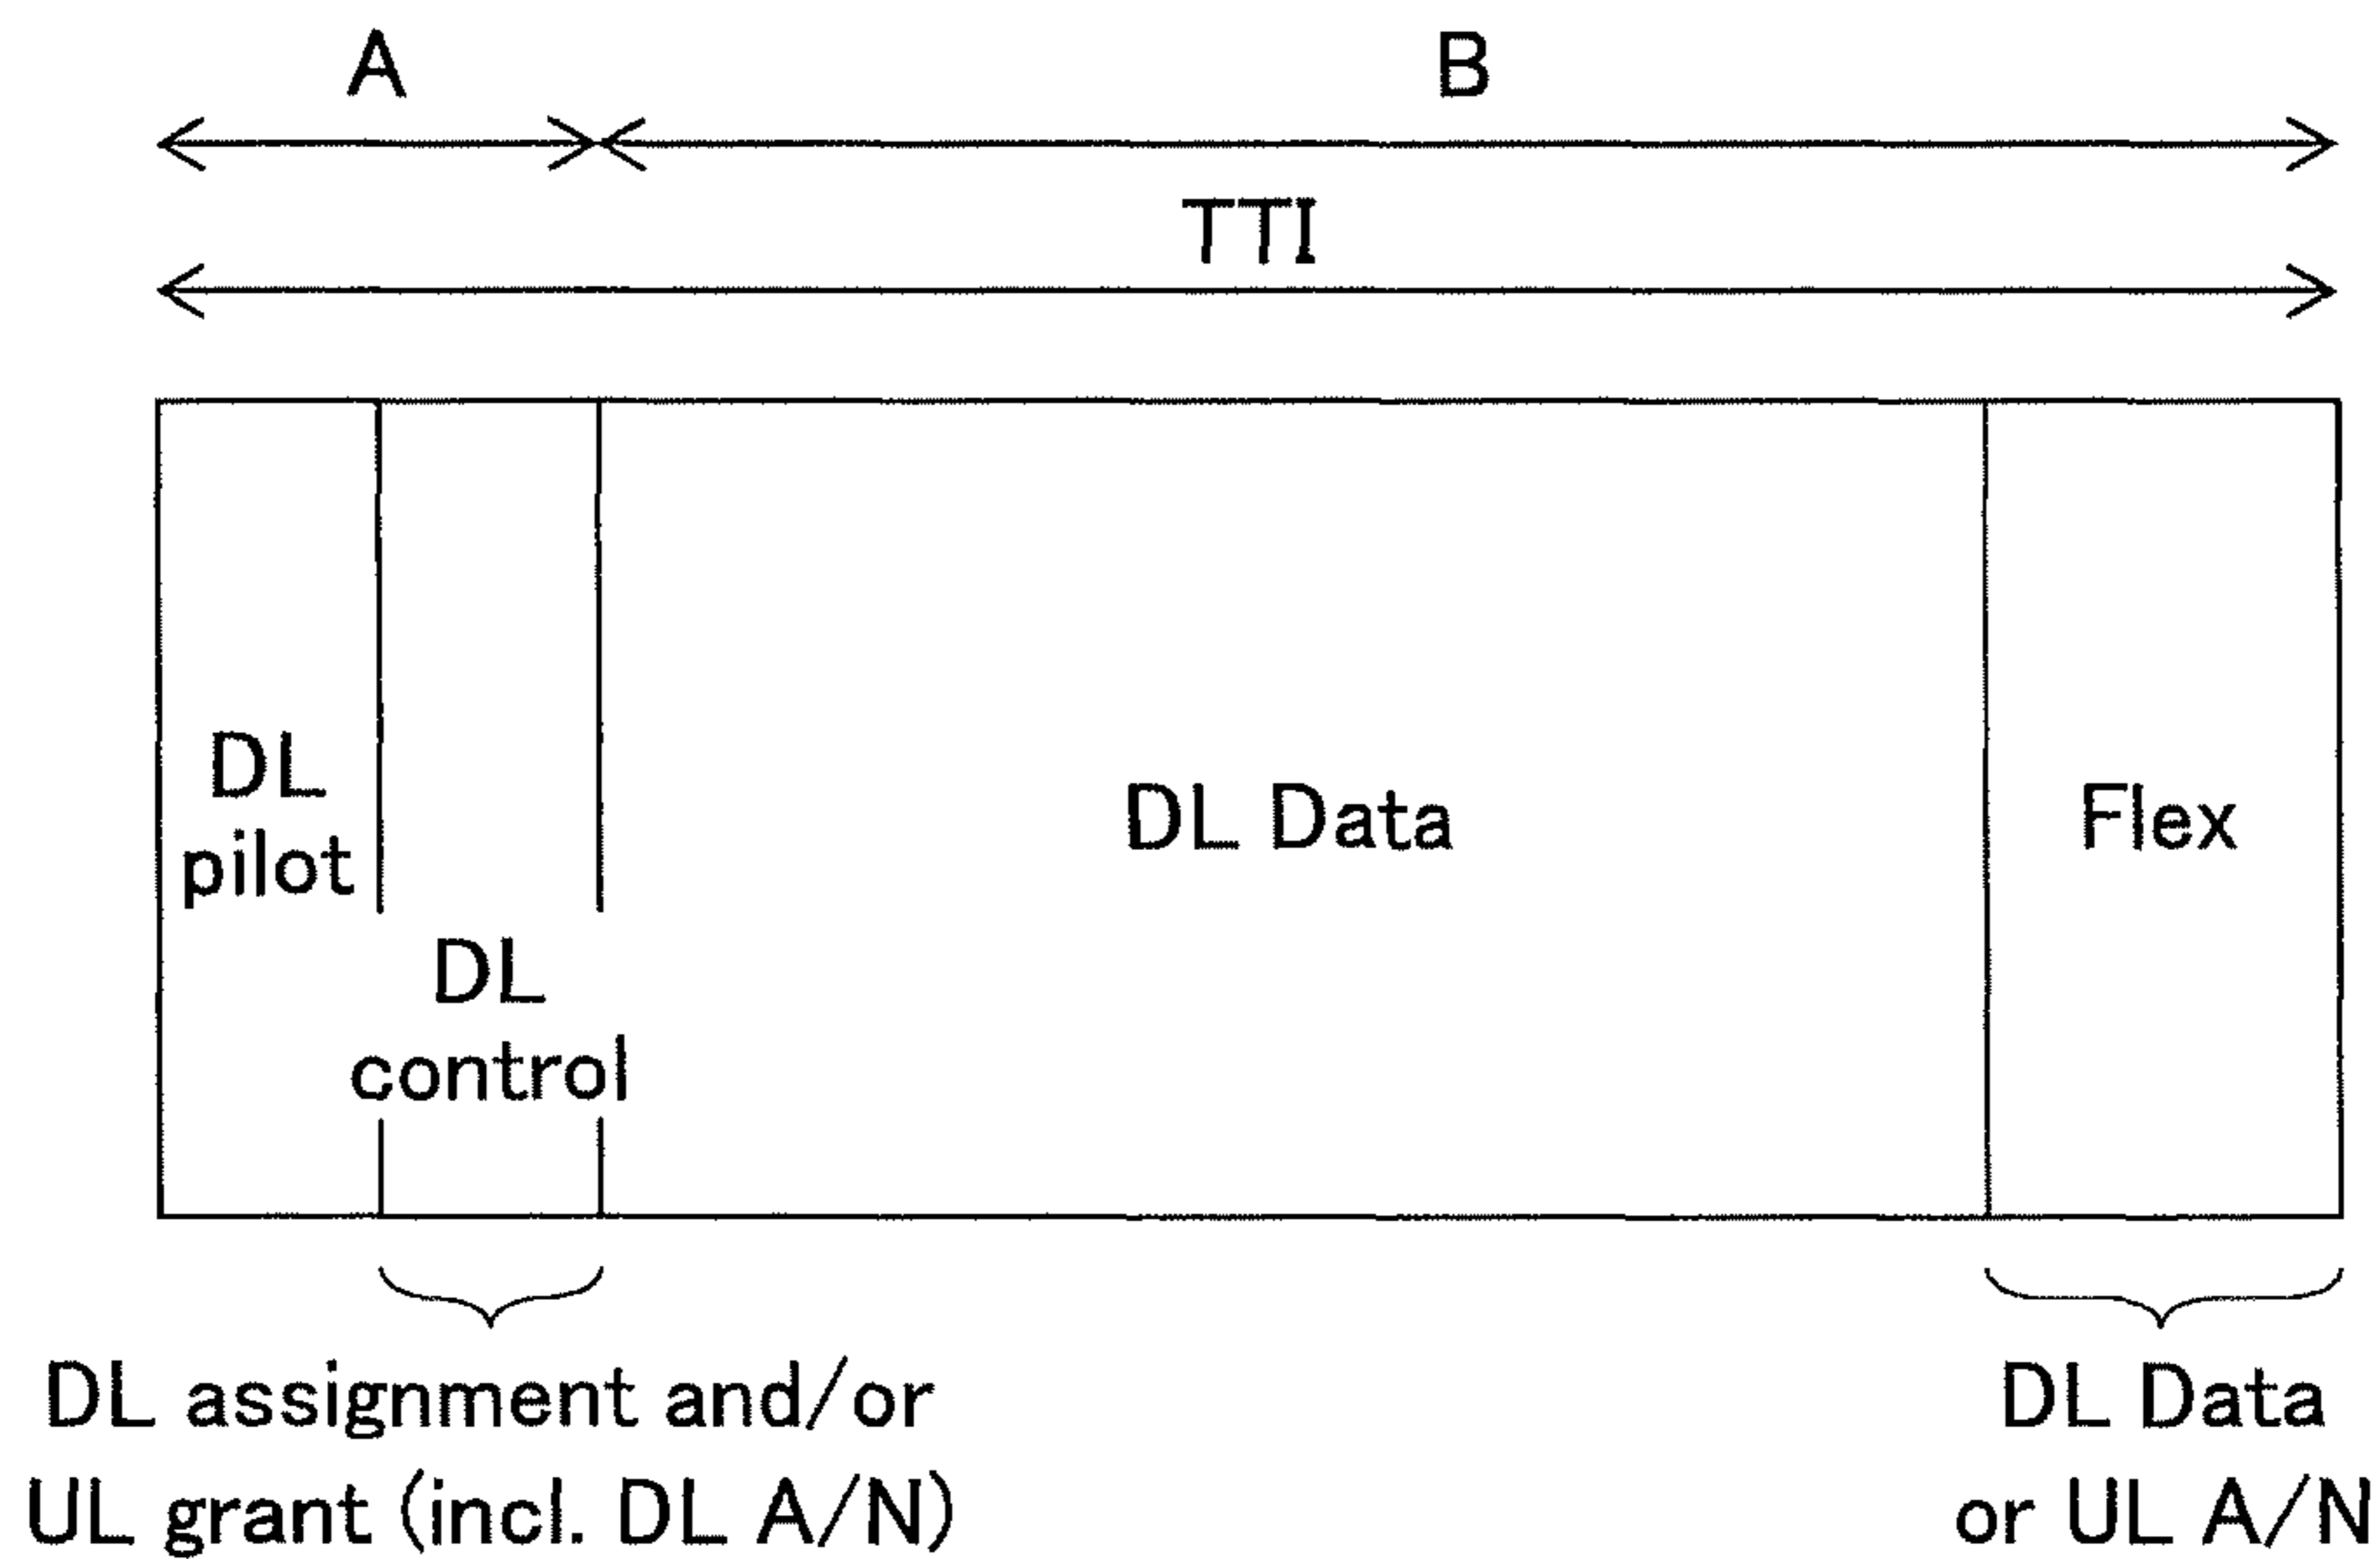 A
B
TTI
DL
pilot
DL
control
DL Data
Flex
DL assignment and/or
UL grant (incl. DL A/N)
DL Data
or UL A/N